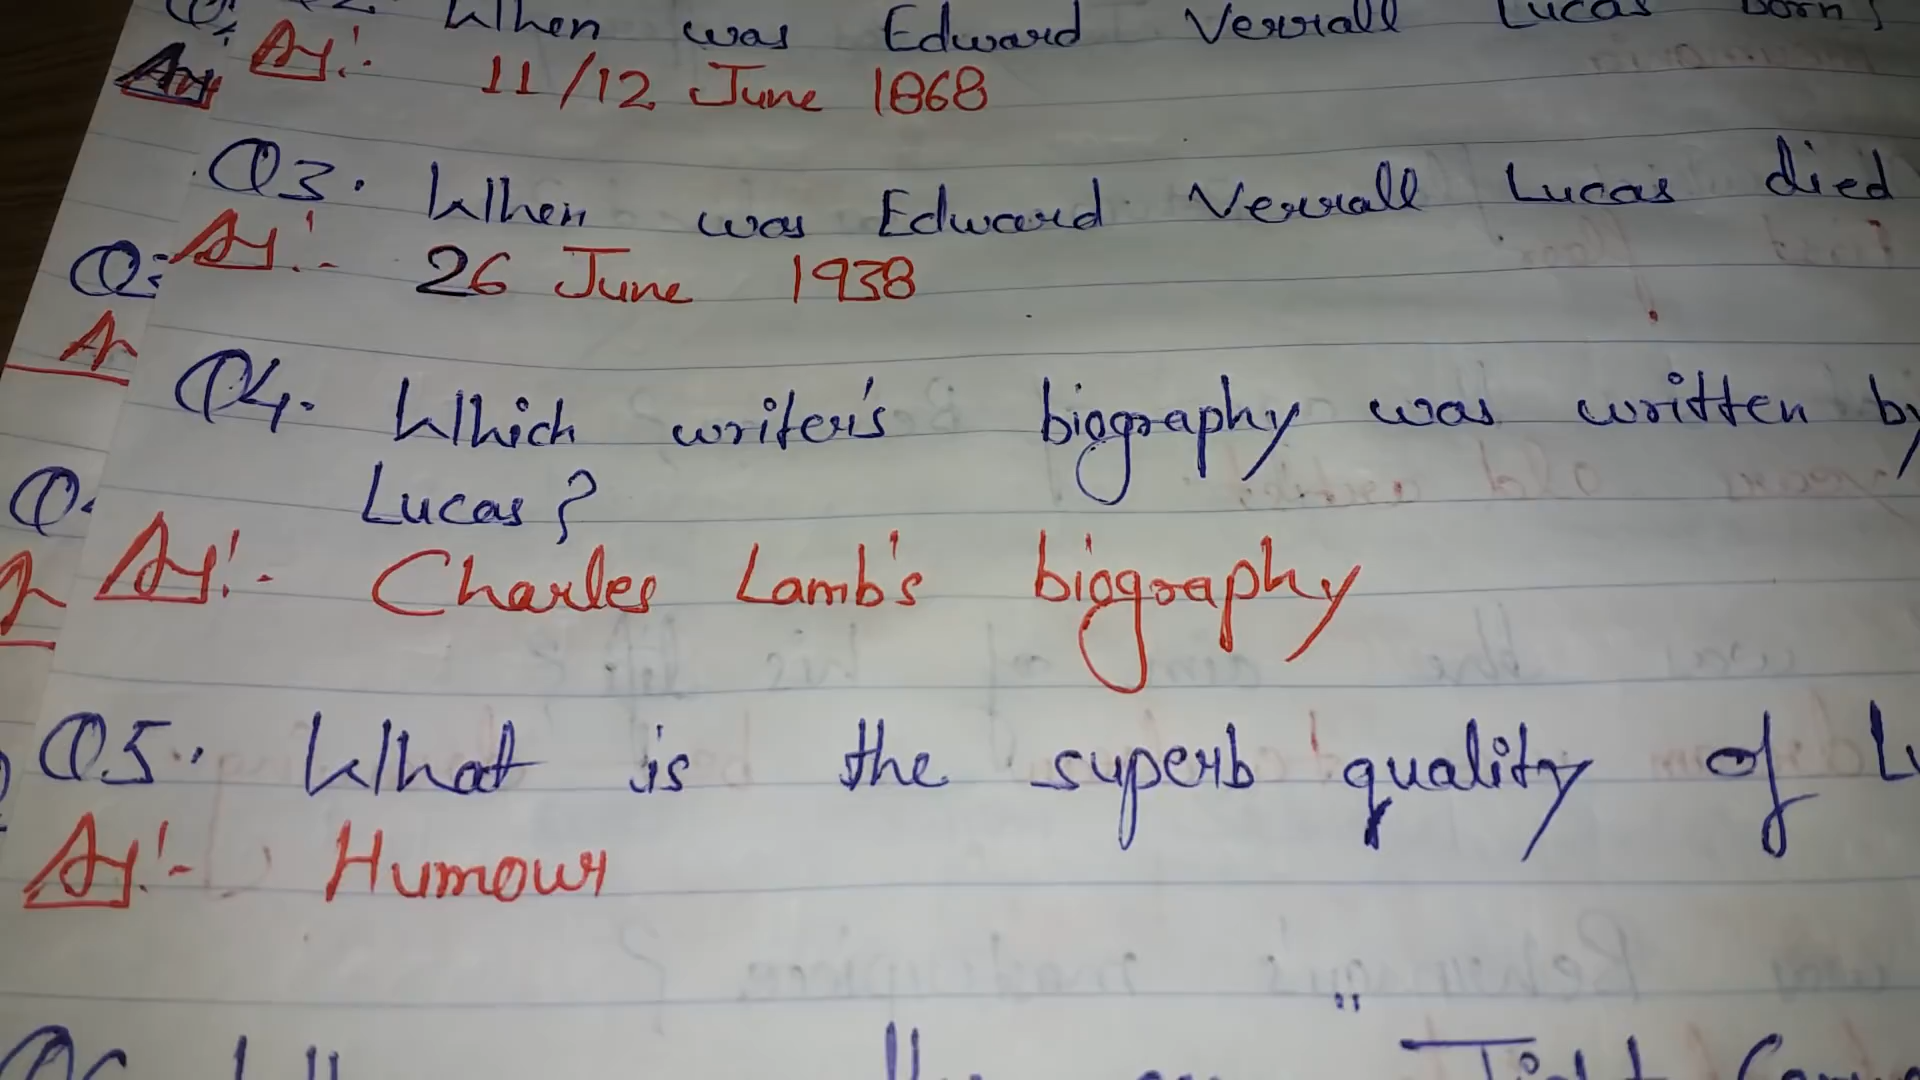 When was Edward Verrall Lucas born?
Ans:- 11/12 June 1868
Q3. When was Edward Verrall Lucas died
Ans:- 26 June 1938
Q4. Which writer's biography was written by
Lucas?
Ans:- Charles Lamb's biography
Q5. What is the superb quality of
Ans:- Humour